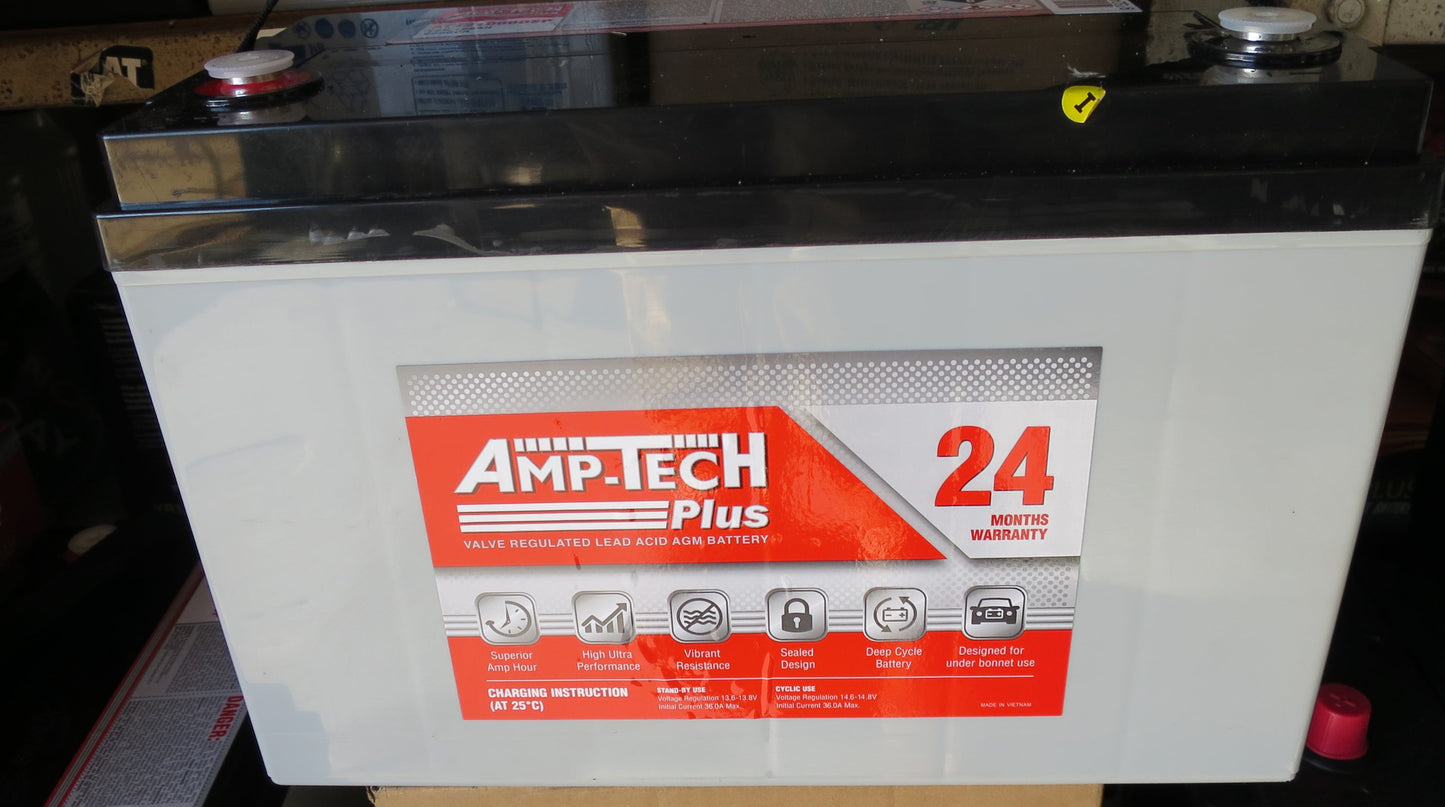 I
AMP-TECH
Plus
VALVE REGULATED LEAD ACID AGM BATTERY
24
MONTHS
WARRANTY
Superior
Amp Hour
High Ultra
Performance
Vibrant
Resistance
Sealed
Design
Deep Cycle
Battery
Designed for
under bonnet use
CHARGING INSTRUCTION
(AT 25°C)
STAND-BY USE
Voltage Regulation 13.6-13.8V
Initial Current 36.0A Max.
CYCLIC USE
Voltage Regulation 14.6-14.8V
Initial Current 36.0A Max.
MADE IN VIETNAM
DANGER: